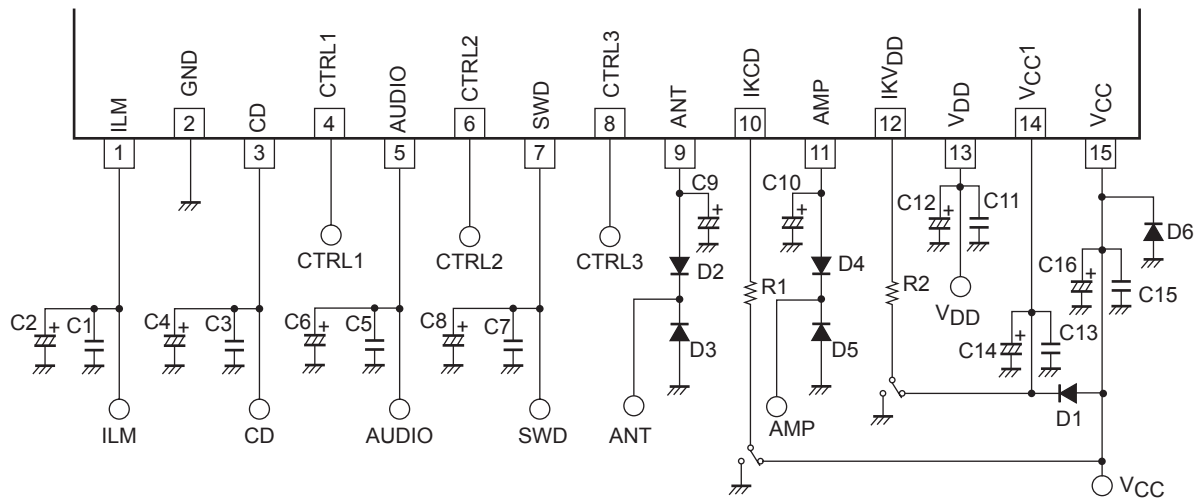 ILM
GND
CD
CTRL1
AUDIO
CTRL2
SWD
CTRL3
ANT
IKCD
AMP
IKVDD
VDD
VCC1
VCC
1
2
3
4
5
6
7
8
9
10
11
12
13
14
15
C9
+
C10
+
C12
+
C11
D6
CTRL1
CTRL2
CTRL3
D2
D4
R1
R2
VDD
C16
+
C15
C2
+
C1
C4
+
C3
C6
+
C5
C8
+
C7
D3
D5
C14
+
C13
D1
ILM
CD
AUDIO
SWD
ANT
AMP
VCC